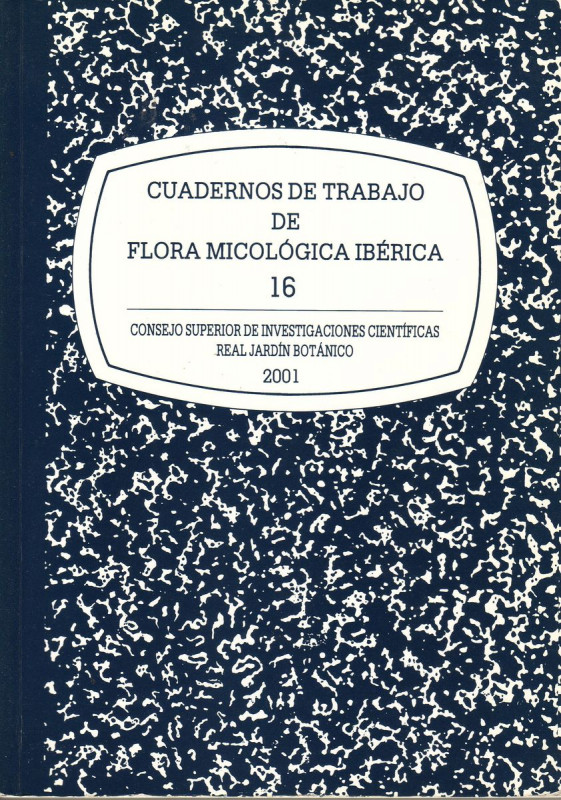 CUADERNOS DE TRABAJO
DE
FLORA MICOLÓGICA IBÉRICA
16
CONSEJO SUPERIOR DE INVESTIGACIONES CIENTÍFICAS
REAL JARDÍN BOTÁNICO
2001